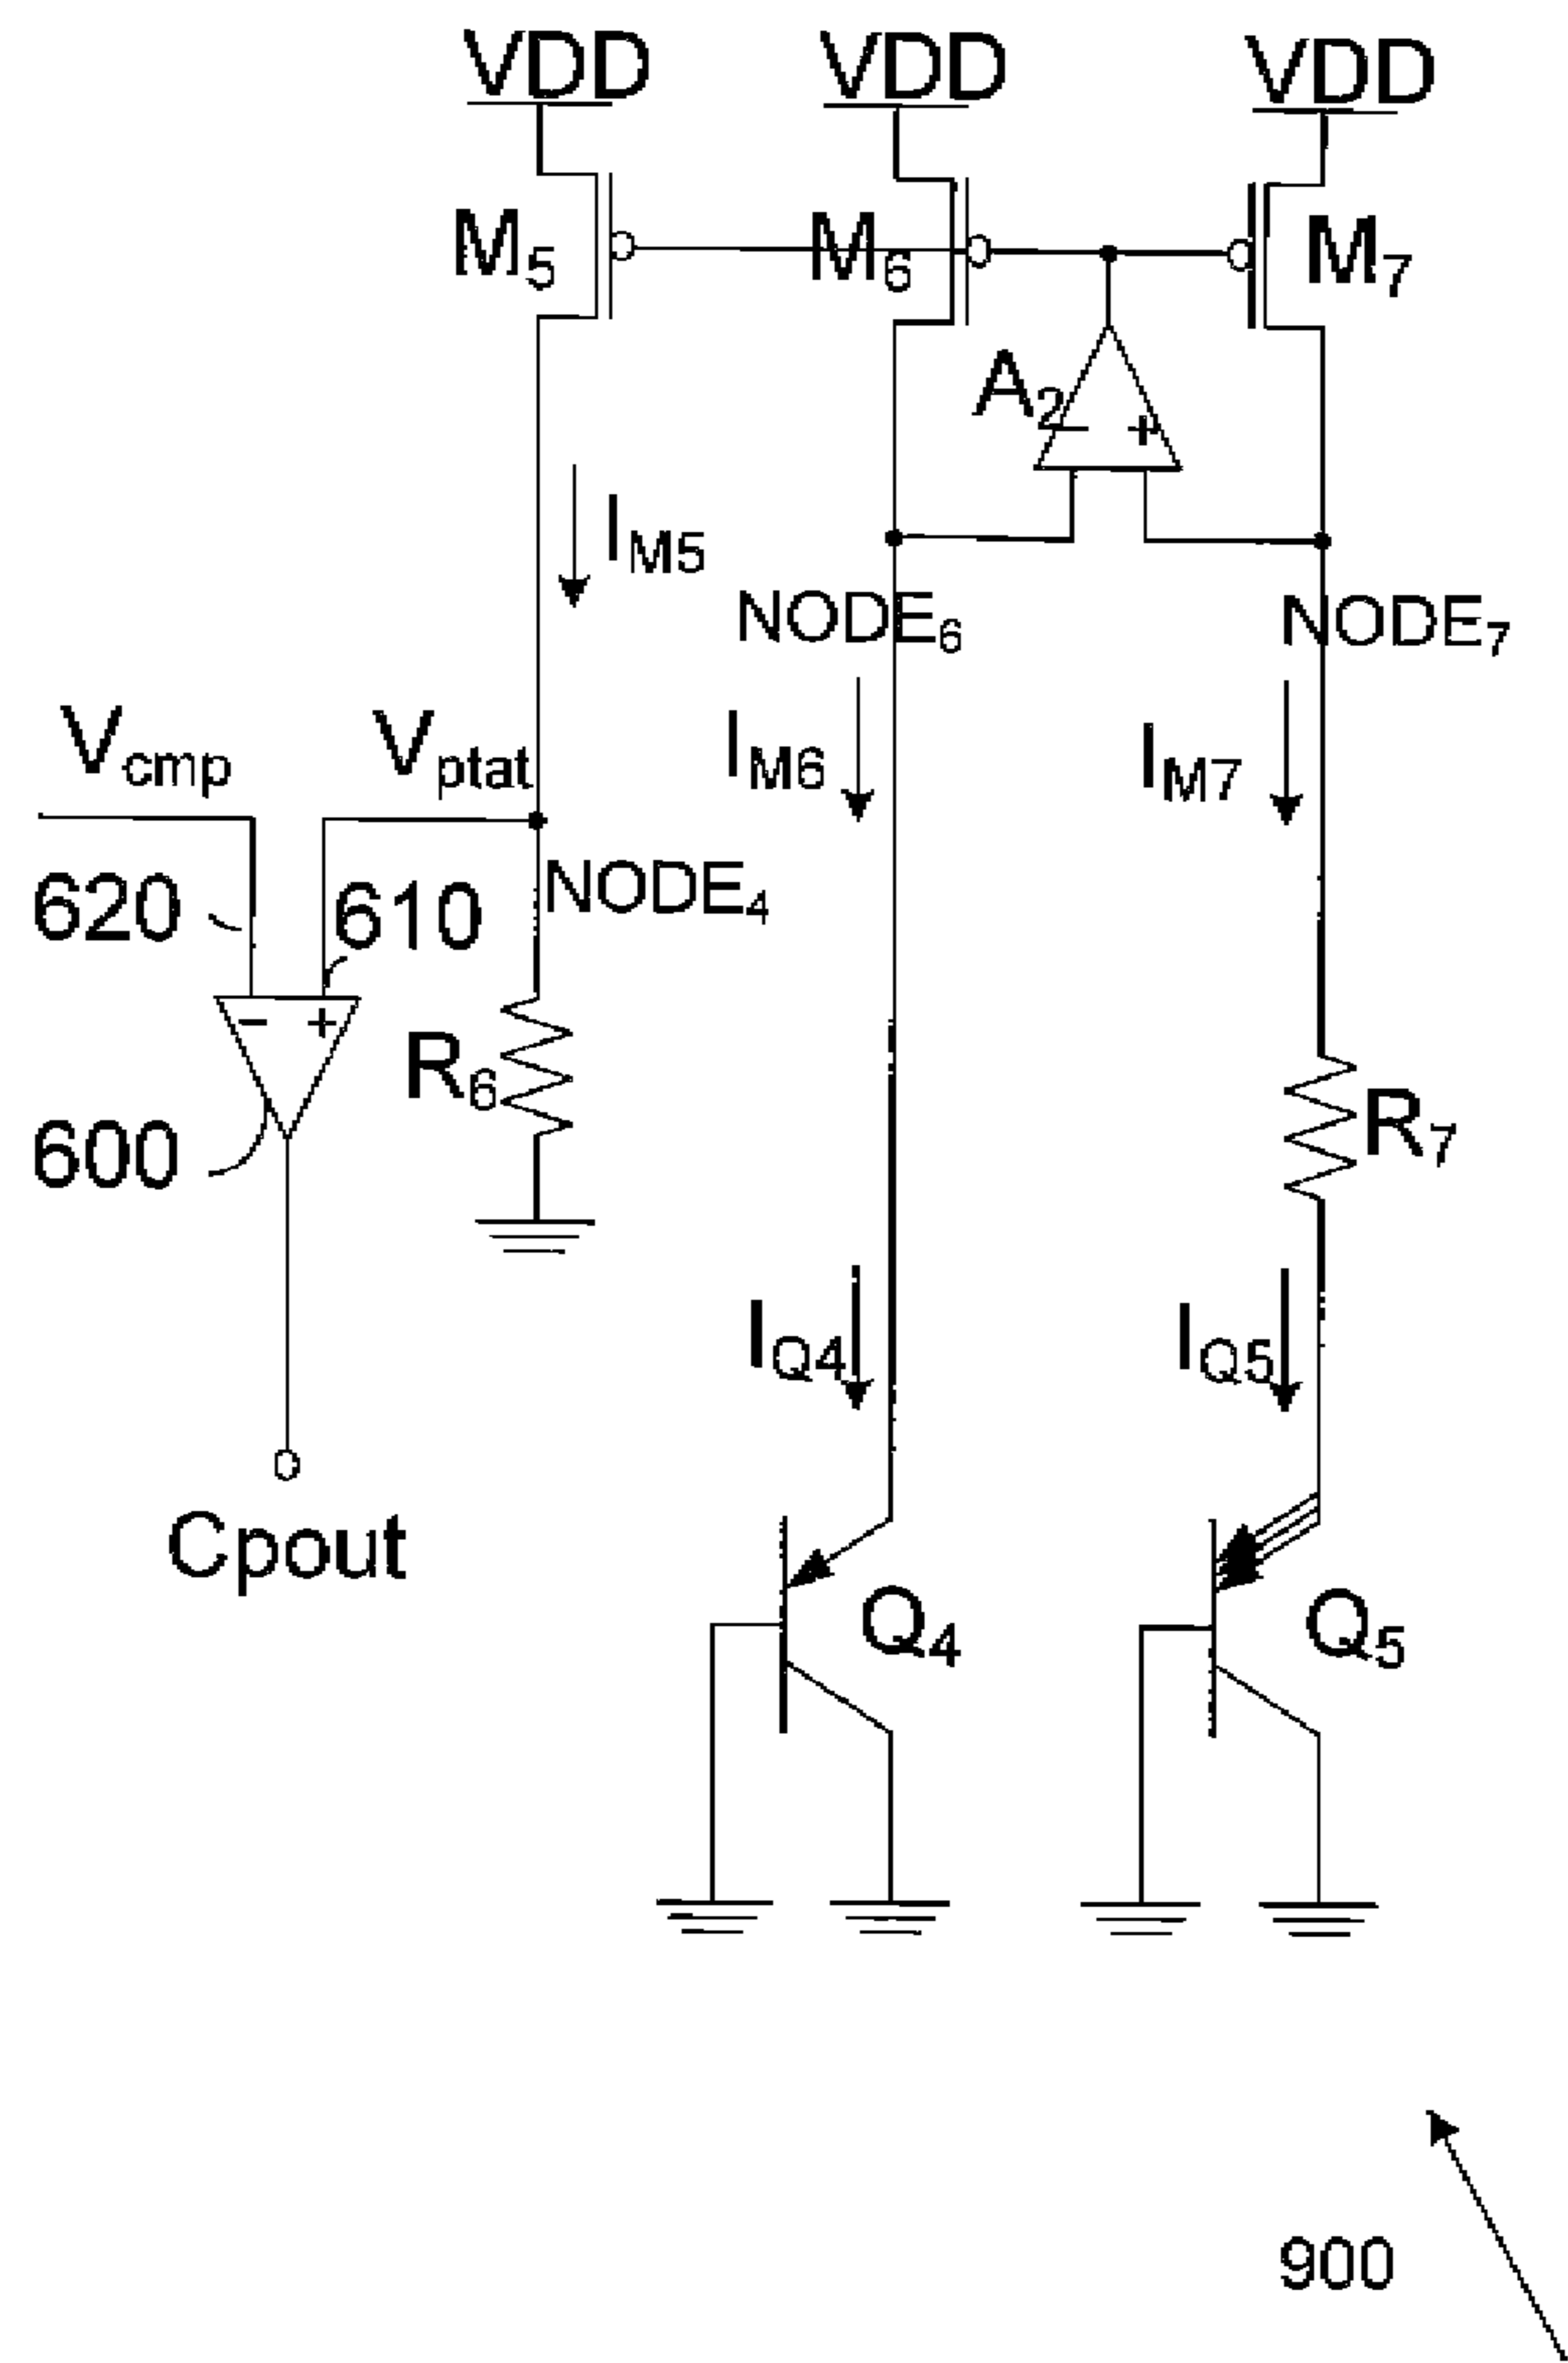 VDD VDD VDD
M5 M6 M7
A2
- +
IM5
NODE6 NODE7
Vcmp Vptat IM6 IM7
620 610 NODE4
- +
R6 R7
600
IQ4 IQ5
Cpout
Q4 Q5
900